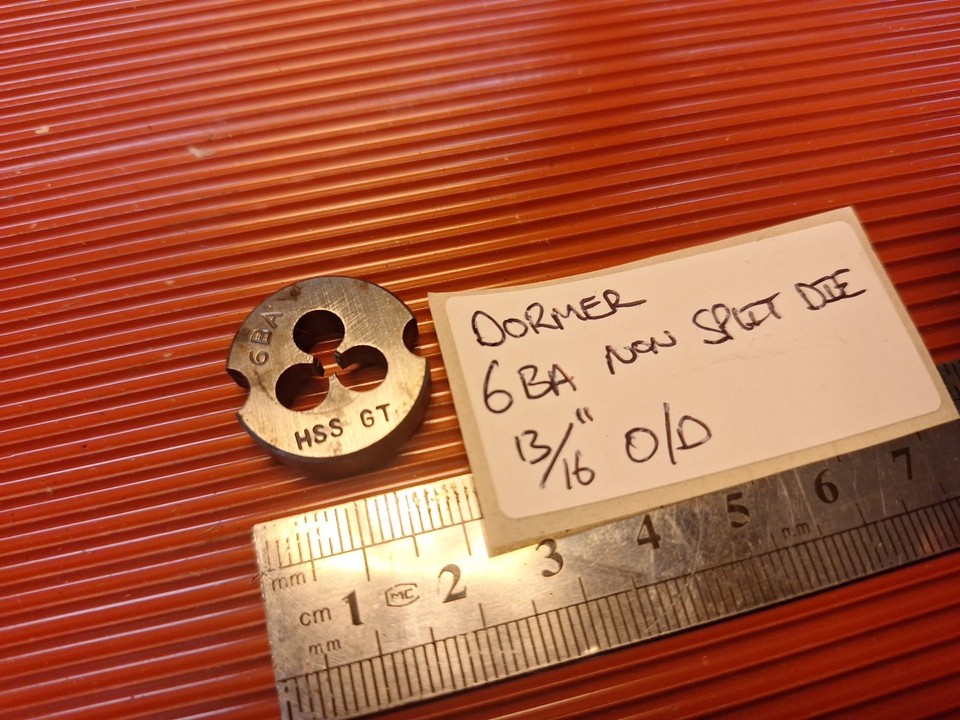 6BA
HSS GT
DORMER
6BA NON SPLIT DIE
13/16" O/D
mm
cm 1 MC 2 3 4 5 6 7
mm